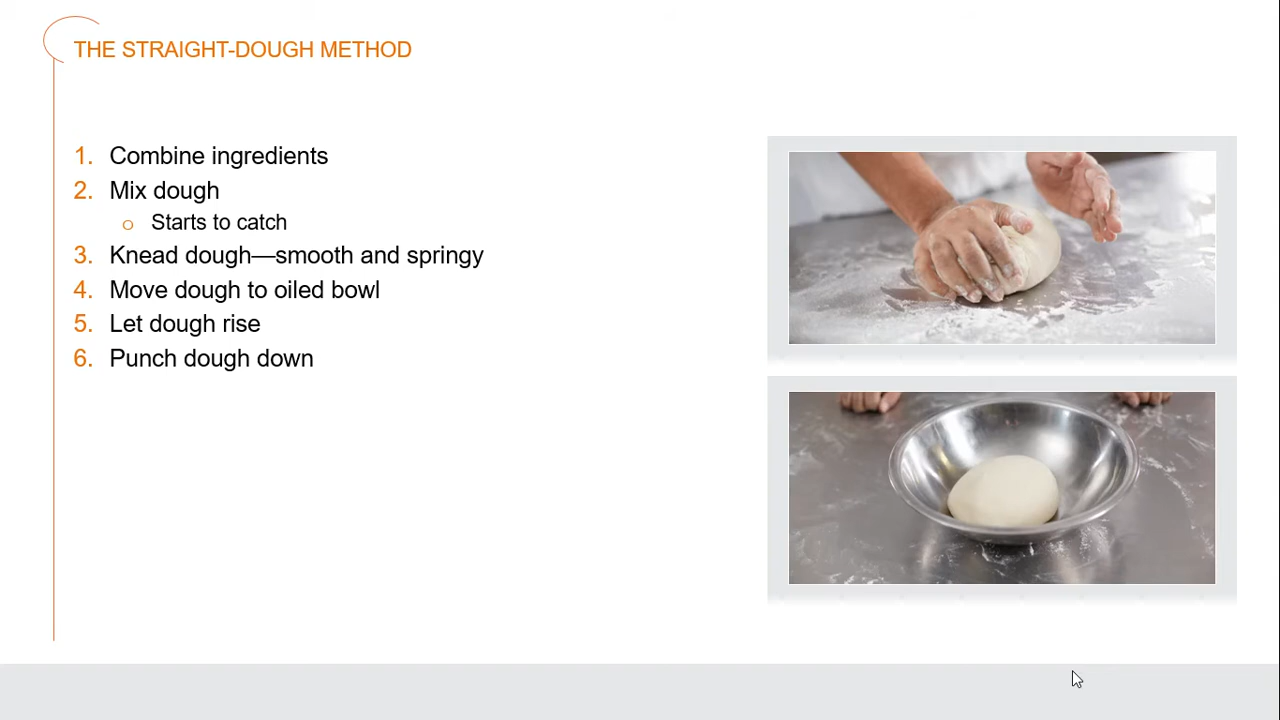 THE STRAIGHT-DOUGH METHOD
1. Combine ingredients
2. Mix dough
o Starts to catch
3. Knead dough—smooth and springy
4. Move dough to oiled bowl
5. Let dough rise
6. Punch dough down